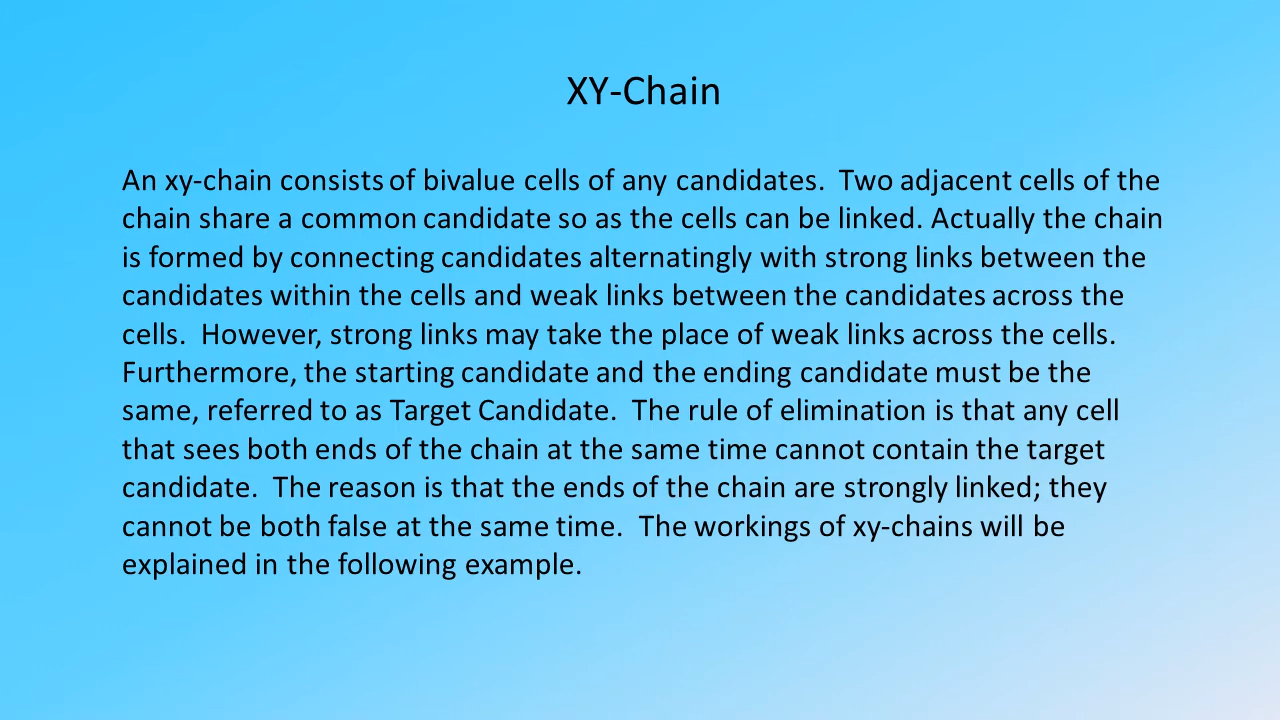 XY-Chain
An xy-chain consists of bivalue cells of any candidates.  Two adjacent cells of the
chain share a common candidate so as the cells can be linked. Actually the chain
is formed by connecting candidates alternatingly with strong links between the
candidates within the cells and weak links between the candidates across the
cells.  However, strong links may take the place of weak links across the cells.
Furthermore, the starting candidate and the ending candidate must be the
same, referred to as Target Candidate.  The rule of elimination is that any cell
that sees both ends of the chain at the same time cannot contain the target
candidate.  The reason is that the ends of the chain are strongly linked; they
cannot be both false at the same time.  The workings of xy-chains will be
explained in the following example.